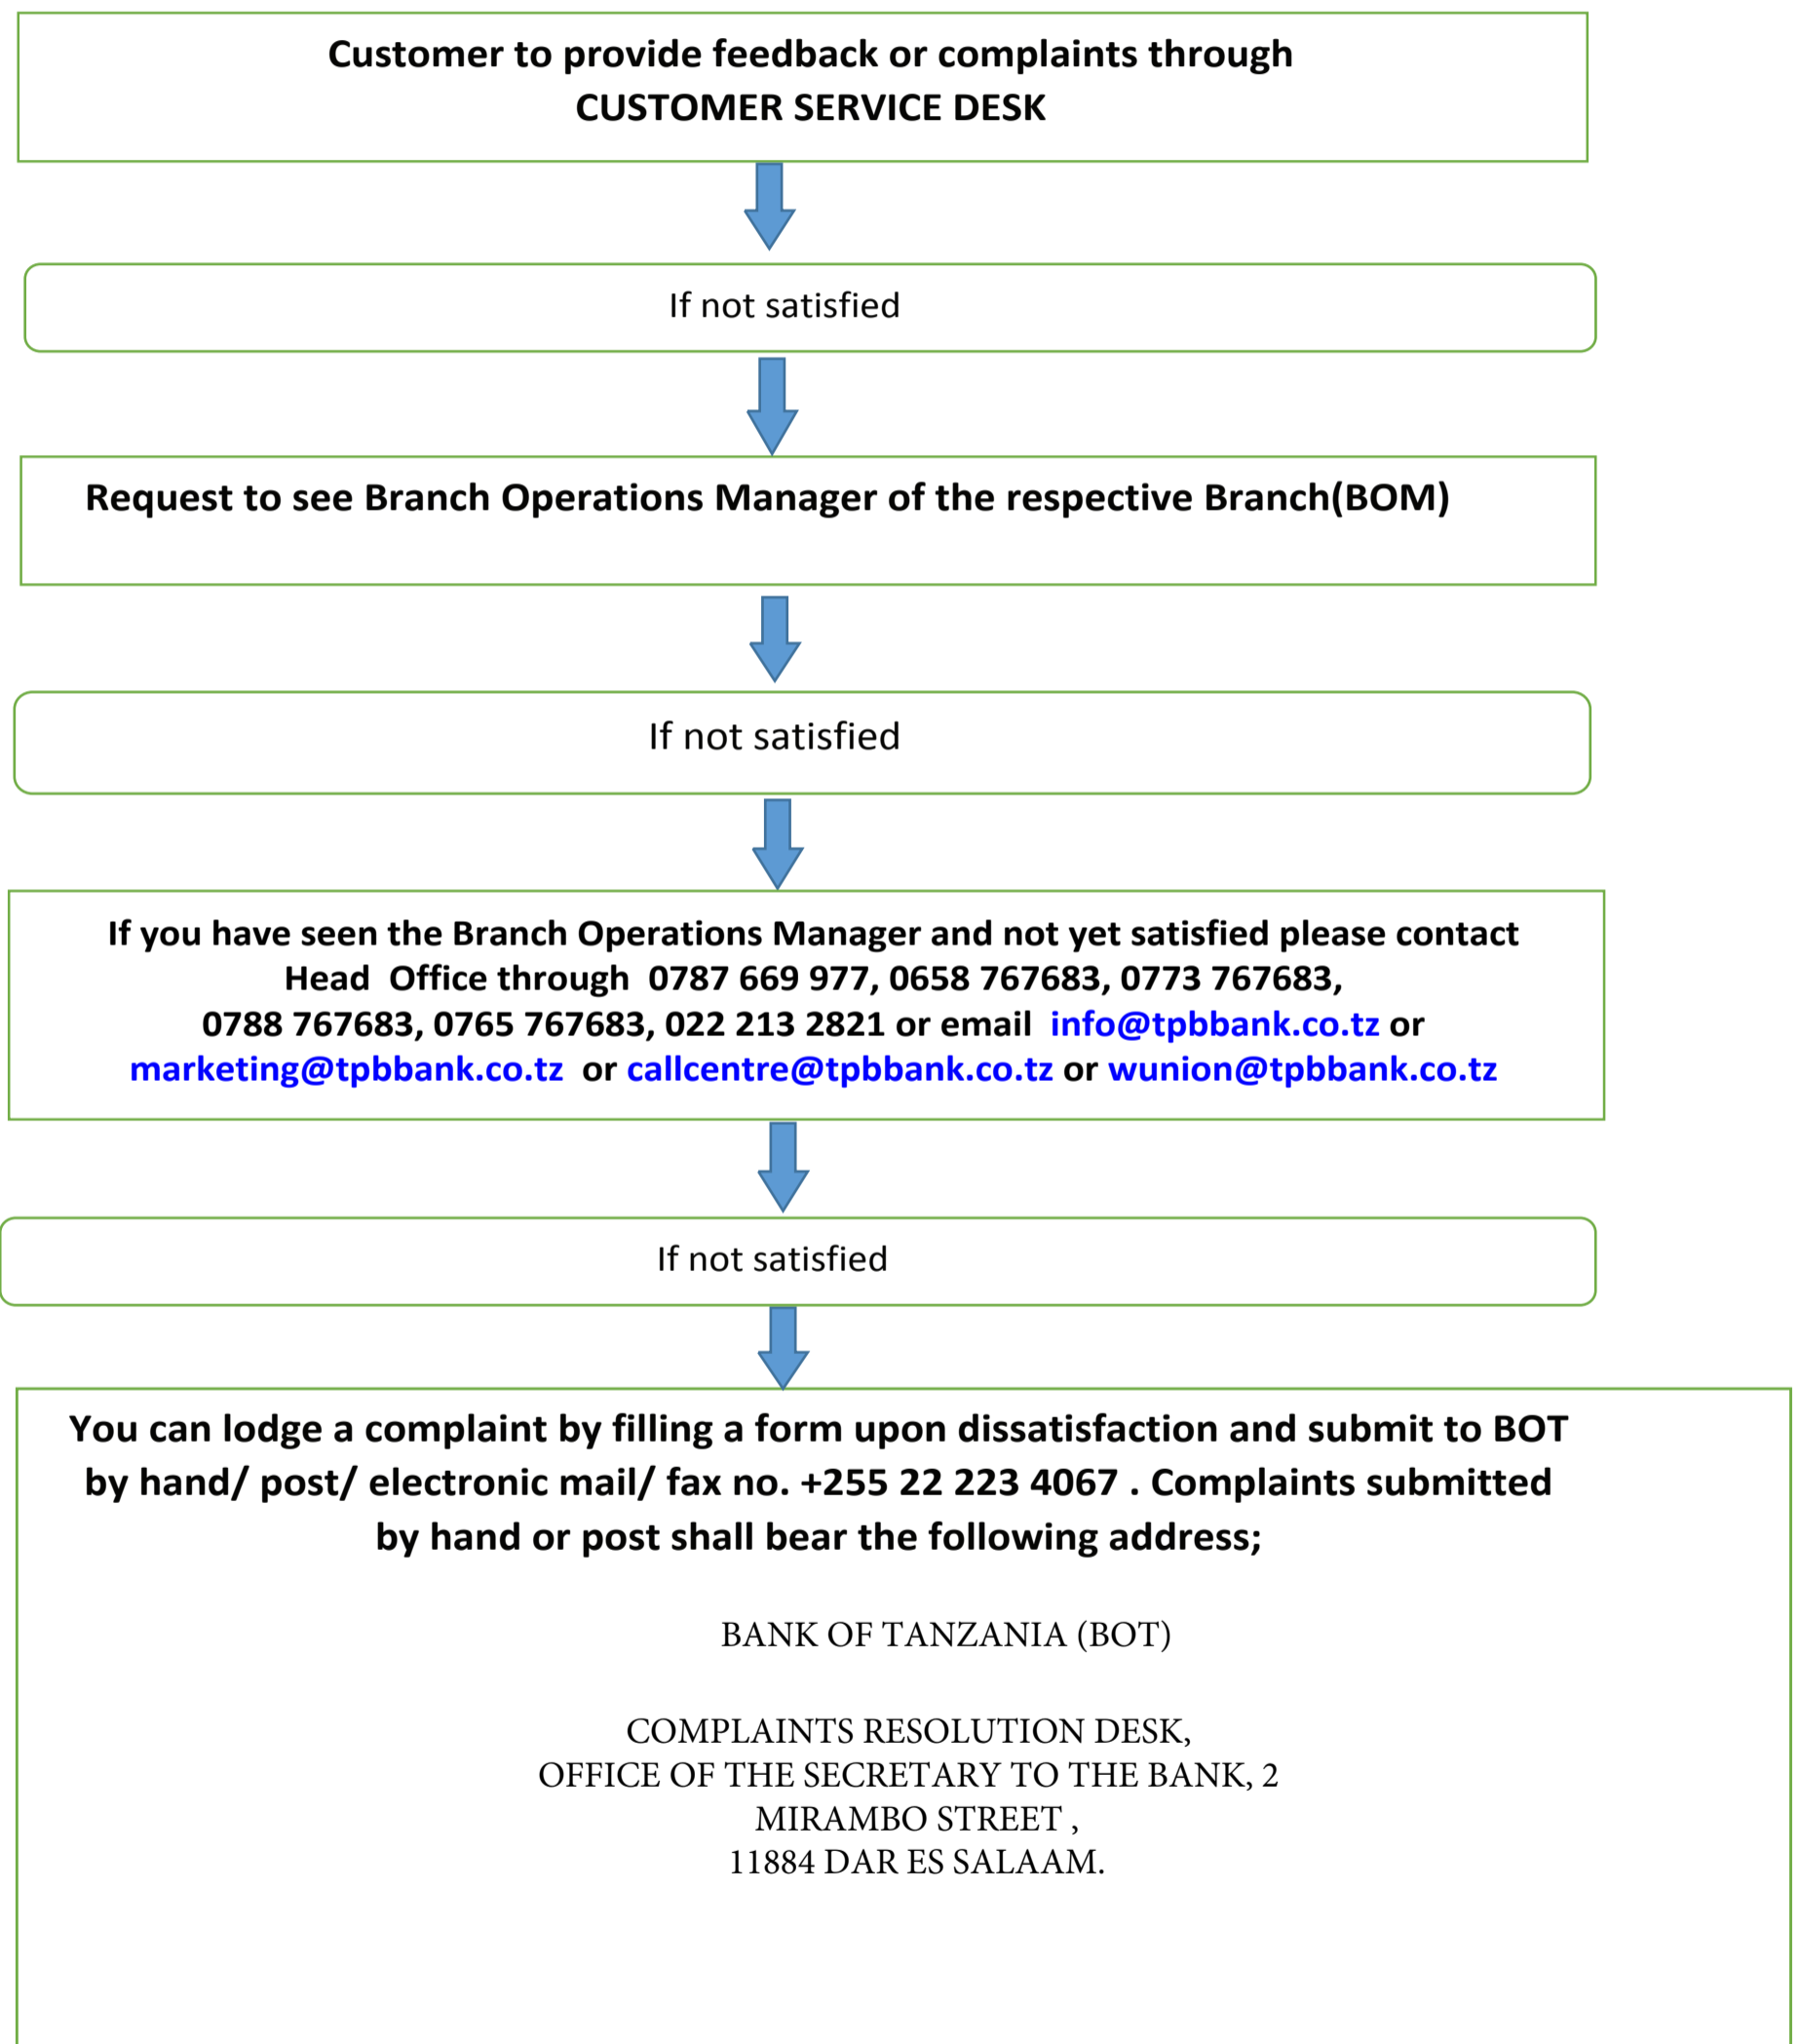 Customer to provide feedback or complaints through
CUSTOMER SERVICE DESK
If not satisfied
Request to see Branch Operations Manager of the respective Branch(BOM)
If not satisfied
If you have seen the Branch Operations Manager and not yet satisfied please contact
Head  Office through  0787 669 977, 0658 767683, 0773 767683,
0788 767683, 0765 767683, 022 213 2821 or email  info@tpbbank.co.tz or
marketing@tpbbank.co.tz  or callcentre@tpbbank.co.tz or wunion@tpbbank.co.tz
If not satisfied
You can lodge a complaint by filling a form upon dissatisfaction and submit to BOT
by hand/ post/ electronic mail/ fax no. +255 22 223 4067 . Complaints submitted
by hand or post shall bear the following address;
BANK OF TANZANIA (BOT)
COMPLAINTS RESOLUTION DESK,
OFFICE OF THE SECRETARY TO THE BANK, 2
MIRAMBO STREET ,
11884 DAR ES SALAAM.